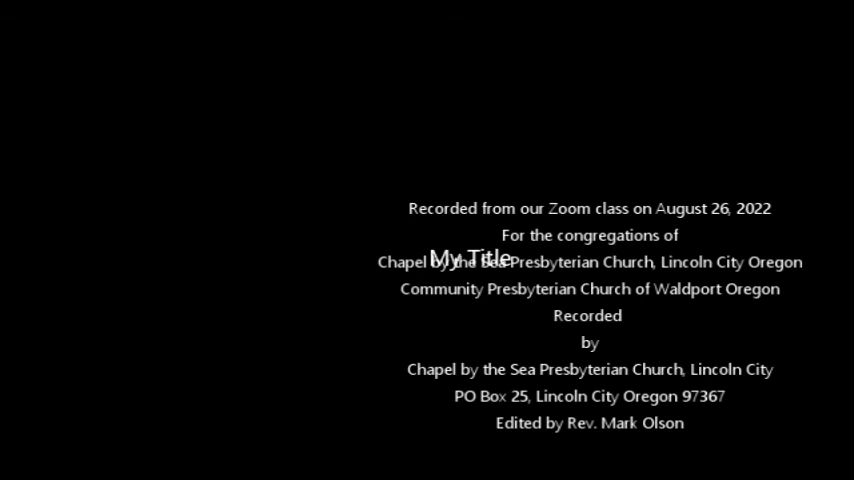 Recorded from our Zoom class on August 26, 2022
For the congregations of
My Title
Chapel by the Sea Presbyterian Church, Lincoln City Oregon
Community Presbyterian Church of Waldport Oregon
Recorded
by
Chapel by the Sea Presbyterian Church, Lincoln City
PO Box 25, Lincoln City Oregon 97367
Edited by Rev. Mark Olson